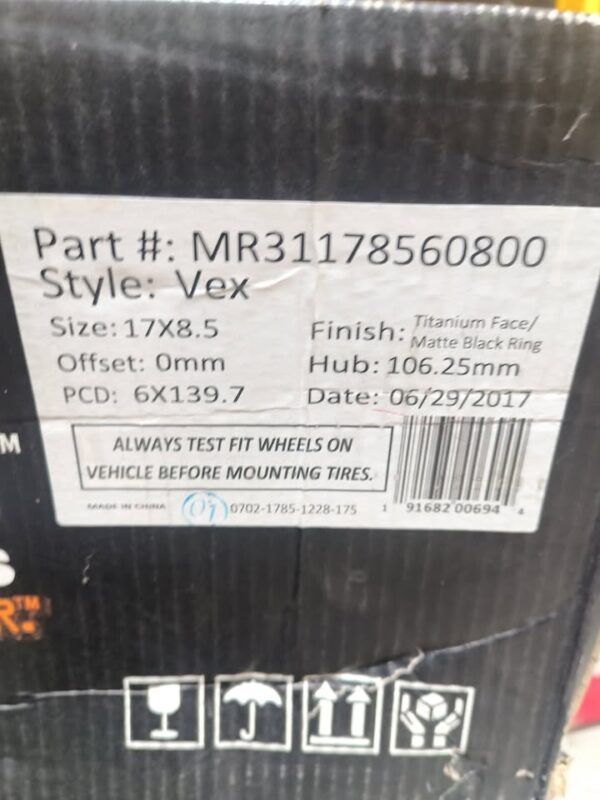 Part #: MR31178560800
Style: Vex
Size: 17X8.5
Finish: Titanium Face/
Matte Black Ring
Offset: 0mm
Hub: 106.25mm
PCD: 6X139.7
Date: 06/29/2017
ALWAYS TEST FIT WHEELS ON
VEHICLE BEFORE MOUNTING TIRES.
MADE IN CHINA
0702-1785-1228-175
1 91682 00694 4
M
S
R™